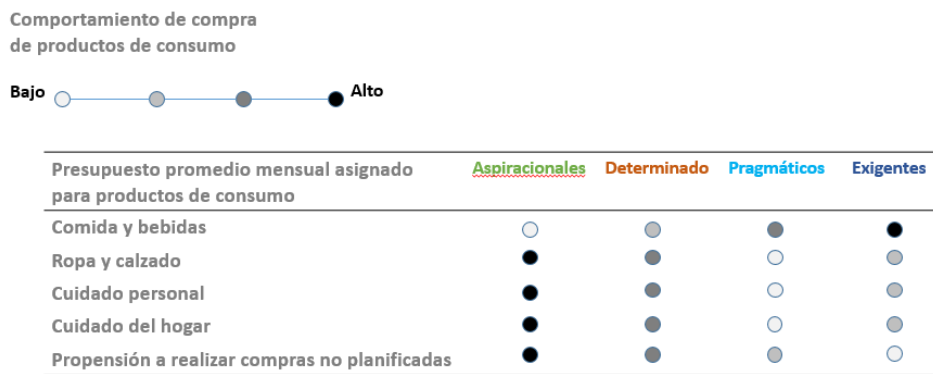 Comportamiento de compra
de productos de consumo
Bajo Alto
Presupuesto promedio mensual asignado
para productos de consumo
Aspiracionales Determinado Pragmáticos Exigentes
Comida y bebidas
Ropa y calzado
Cuidado personal
Cuidado del hogar
Propensión a realizar compras no planificadas